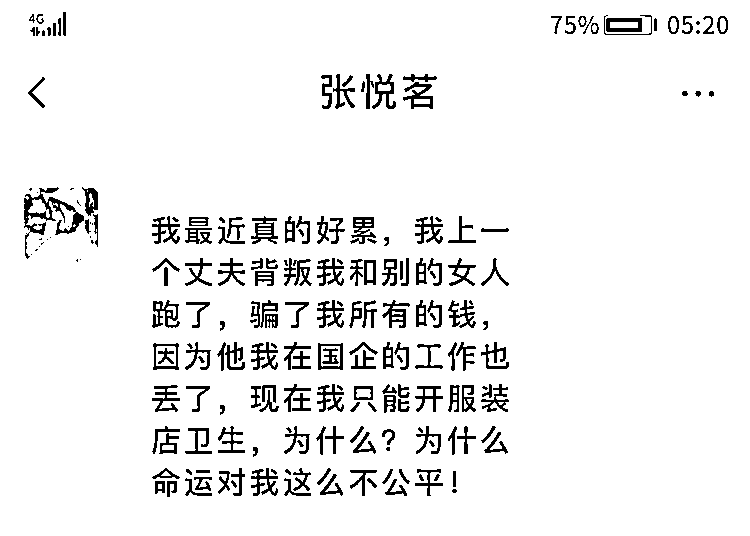 4G 75% 05:20
张悦茗
我最近真的好累，我上一
个丈夫背叛我和别的女人
跑了，骗了我所有的钱，
因为他我在国企的工作也
丢了，现在我只能开服装
店卫生，为什么？为什么
命运对我这么不公平！